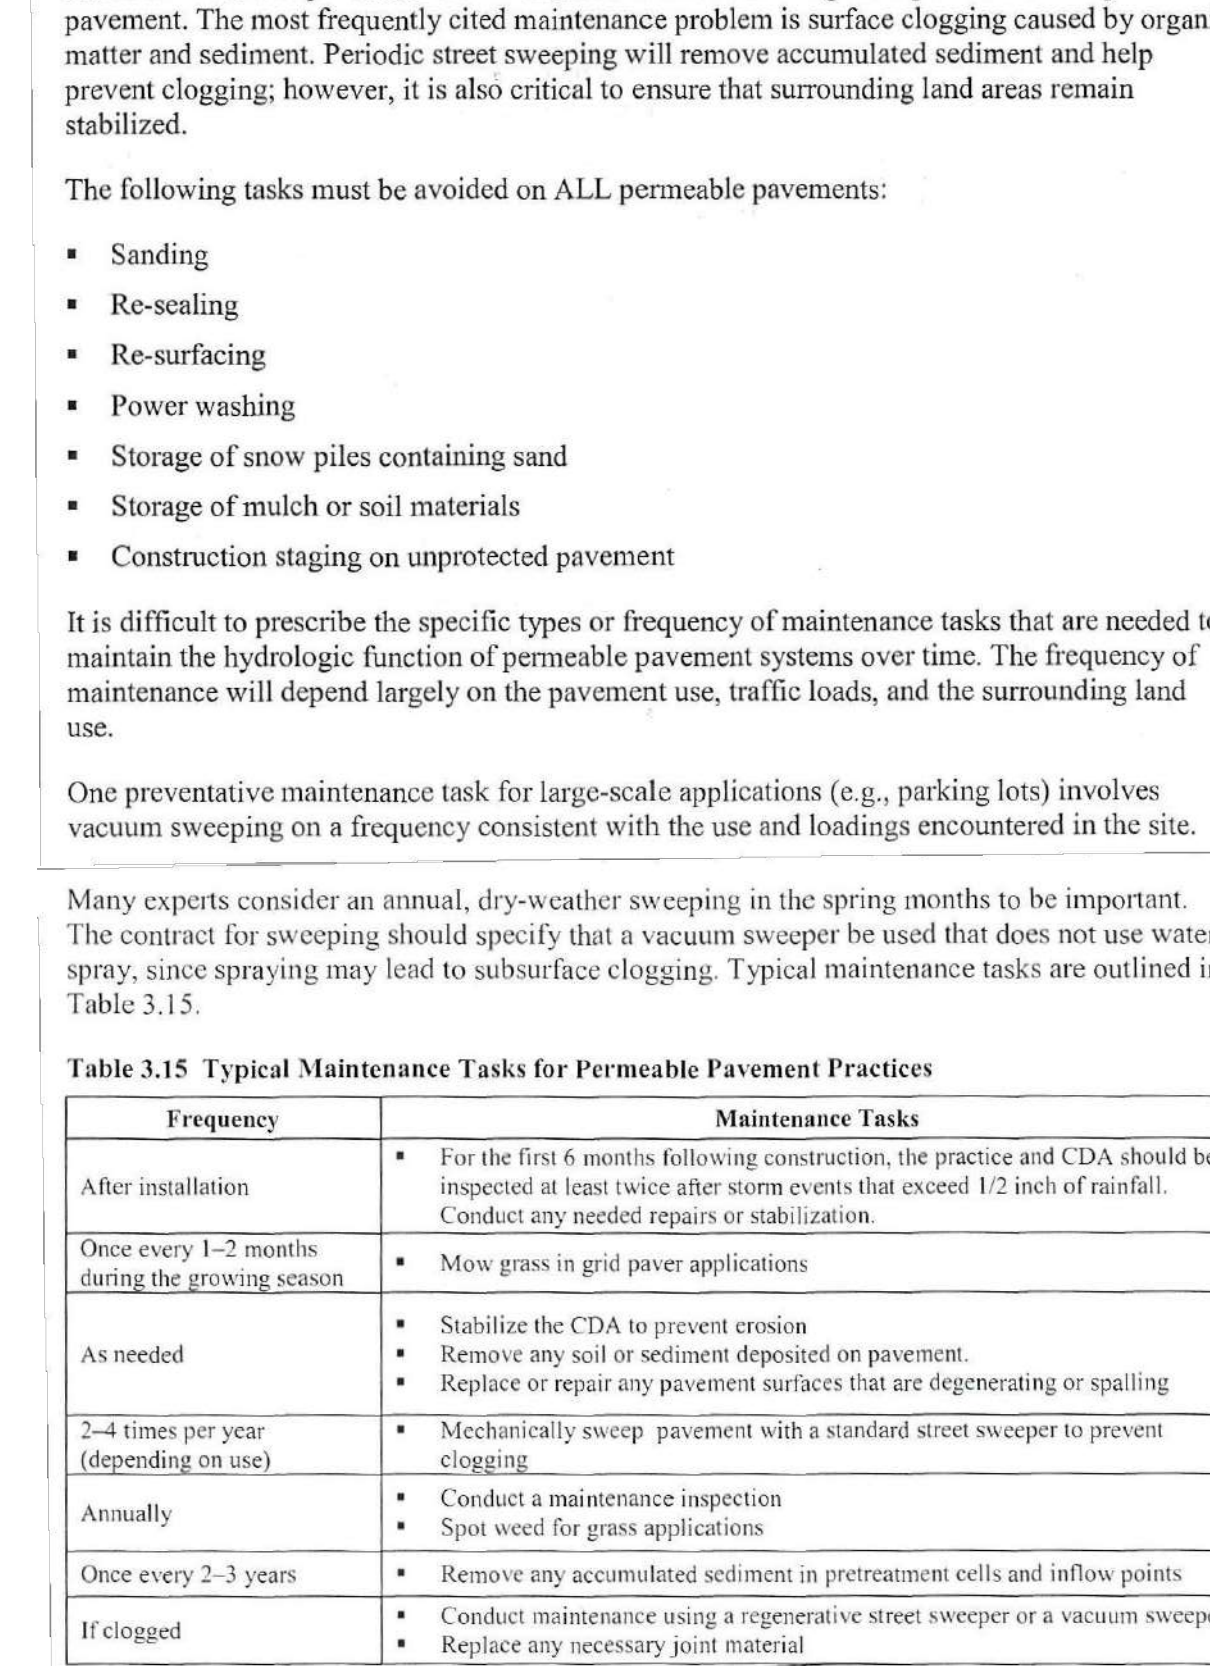 pavement. The most frequently cited maintenance problem is surface clogging caused by organ
matter and sediment. Periodic street sweeping will remove accumulated sediment and help
prevent clogging; however, it is also critical to ensure that surrounding land areas remain
stabilized.
The following tasks must be avoided on ALL permeable pavements:
▪ Sanding
▪ Re-sealing
▪ Re-surfacing
▪ Power washing
▪ Storage of snow piles containing sand
▪ Storage of mulch or soil materials
▪ Construction staging on unprotected pavement
It is difficult to prescribe the specific types or frequency of maintenance tasks that are needed to
maintain the hydrologic function of permeable pavement systems over time. The frequency of
maintenance will depend largely on the pavement use, traffic loads, and the surrounding land
use.
One preventative maintenance task for large-scale applications (e.g., parking lots) involves
vacuum sweeping on a frequency consistent with the use and loadings encountered in the site.
Many experts consider an annual, dry-weather sweeping in the spring months to be important.
The contract for sweeping should specify that a vacuum sweeper be used that does not use water
spray, since spraying may lead to subsurface clogging. Typical maintenance tasks are outlined i
Table 3.15.
Table 3.15 Typical Maintenance Tasks for Permeable Pavement Practices
Frequency
Maintenance Tasks
After installation
▪ For the first 6 months following construction, the practice and CDA should be
inspected at least twice after storm events that exceed 1/2 inch of rainfall.
Conduct any needed repairs or stabilization.
Once every 1–2 months
during the growing season
▪ Mow grass in grid paver applications
As needed
▪ Stabilize the CDA to prevent erosion
▪ Remove any soil or sediment deposited on pavement.
▪ Replace or repair any pavement surfaces that are degenerating or spalling
2–4 times per year
(depending on use)
▪ Mechanically sweep pavement with a standard street sweeper to prevent
clogging
Annually
▪ Conduct a maintenance inspection
▪ Spot weed for grass applications
Once every 2–3 years
▪ Remove any accumulated sediment in pretreatment cells and inflow points
If clogged
▪ Conduct maintenance using a regenerative street sweeper or a vacuum sweepe
▪ Replace any necessary joint material